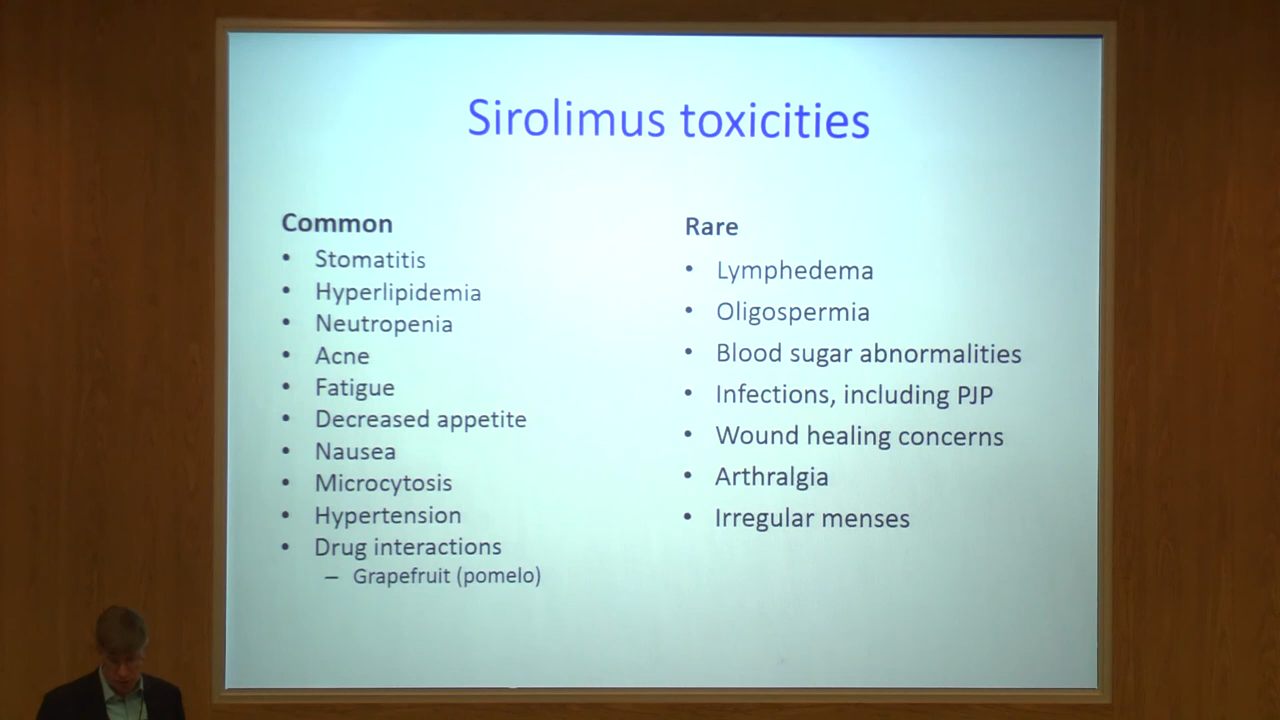 Sirolimus toxicities
Common
• Stomatitis
• Hyperlipidemia
• Neutropenia
• Acne
• Fatigue
• Decreased appetite
• Nausea
• Microcytosis
• Hypertension
• Drug interactions
– Grapefruit (pomelo)
Rare
• Lymphedema
• Oligospermia
• Blood sugar abnormalities
• Infections, including PJP
• Wound healing concerns
• Arthralgia
• Irregular menses